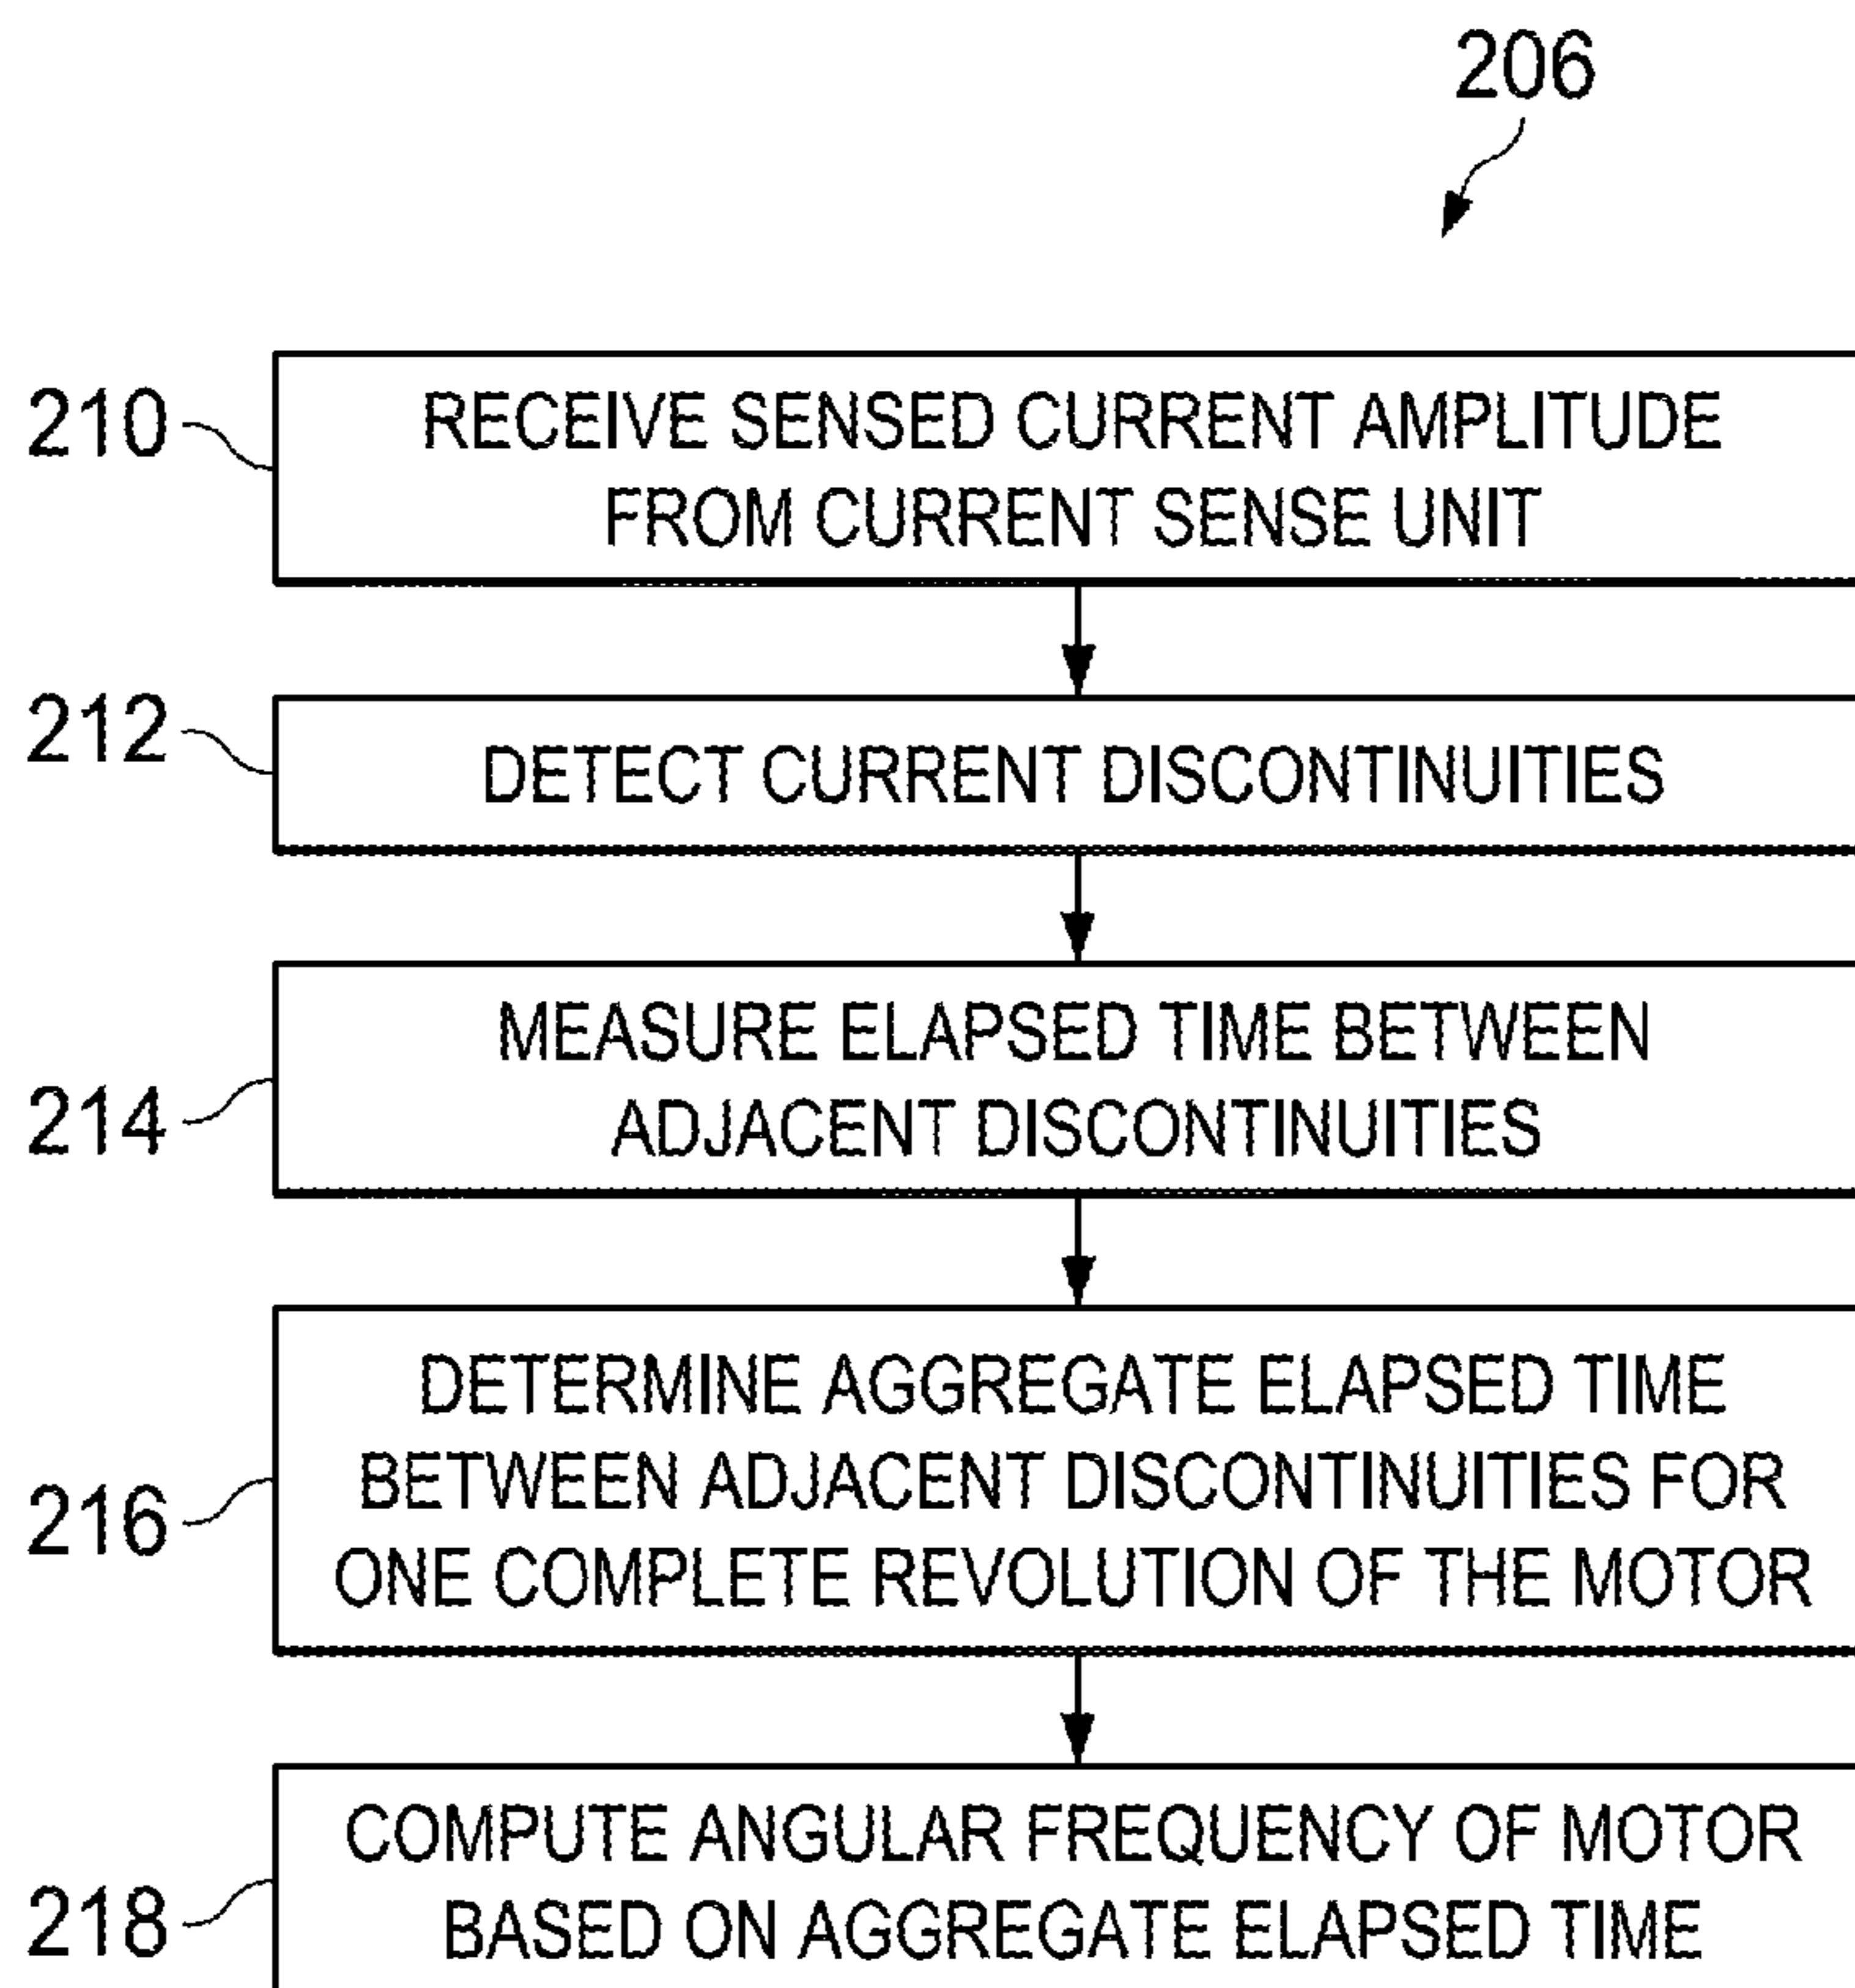 206
210
RECEIVE SENSED CURRENT AMPLITUDE
FROM CURRENT SENSE UNIT
212
DETECT CURRENT DISCONTINUITIES
214
MEASURE ELAPSED TIME BETWEEN
ADJACENT DISCONTINUITIES
216
DETERMINE AGGREGATE ELAPSED TIME
BETWEEN ADJACENT DISCONTINUITIES FOR
ONE COMPLETE REVOLUTION OF THE MOTOR
218
COMPUTE ANGULAR FREQUENCY OF MOTOR
BASED ON AGGREGATE ELAPSED TIME